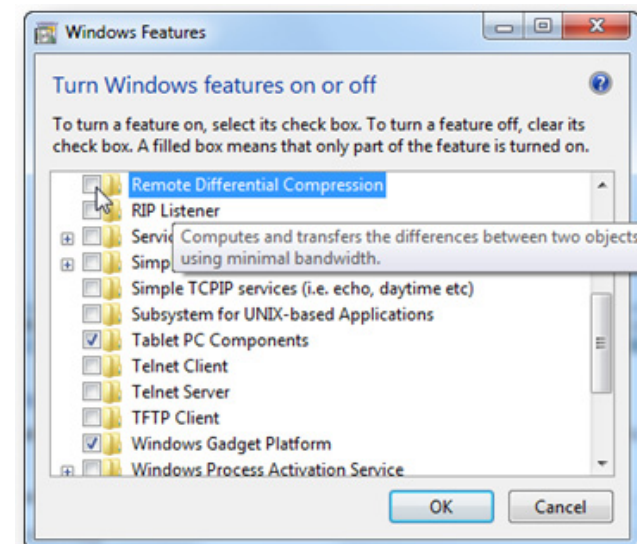 Windows Features
Turn Windows features on or off
To turn a feature on, select its check box. To turn a feature off, clear its
check box. A filled box means that only part of the feature is turned on.
Remote Differential Compression
RIP Listener
Servic
Computes and transfers the differences between two objects
Simp
using minimal bandwidth.
Simple TCPIP services (i.e. echo, daytime etc)
Subsystem for UNIX-based Applications
Tablet PC Components
Telnet Client
Telnet Server
TFTP Client
Windows Gadget Platform
Windows Process Activation Service
OK
Cancel